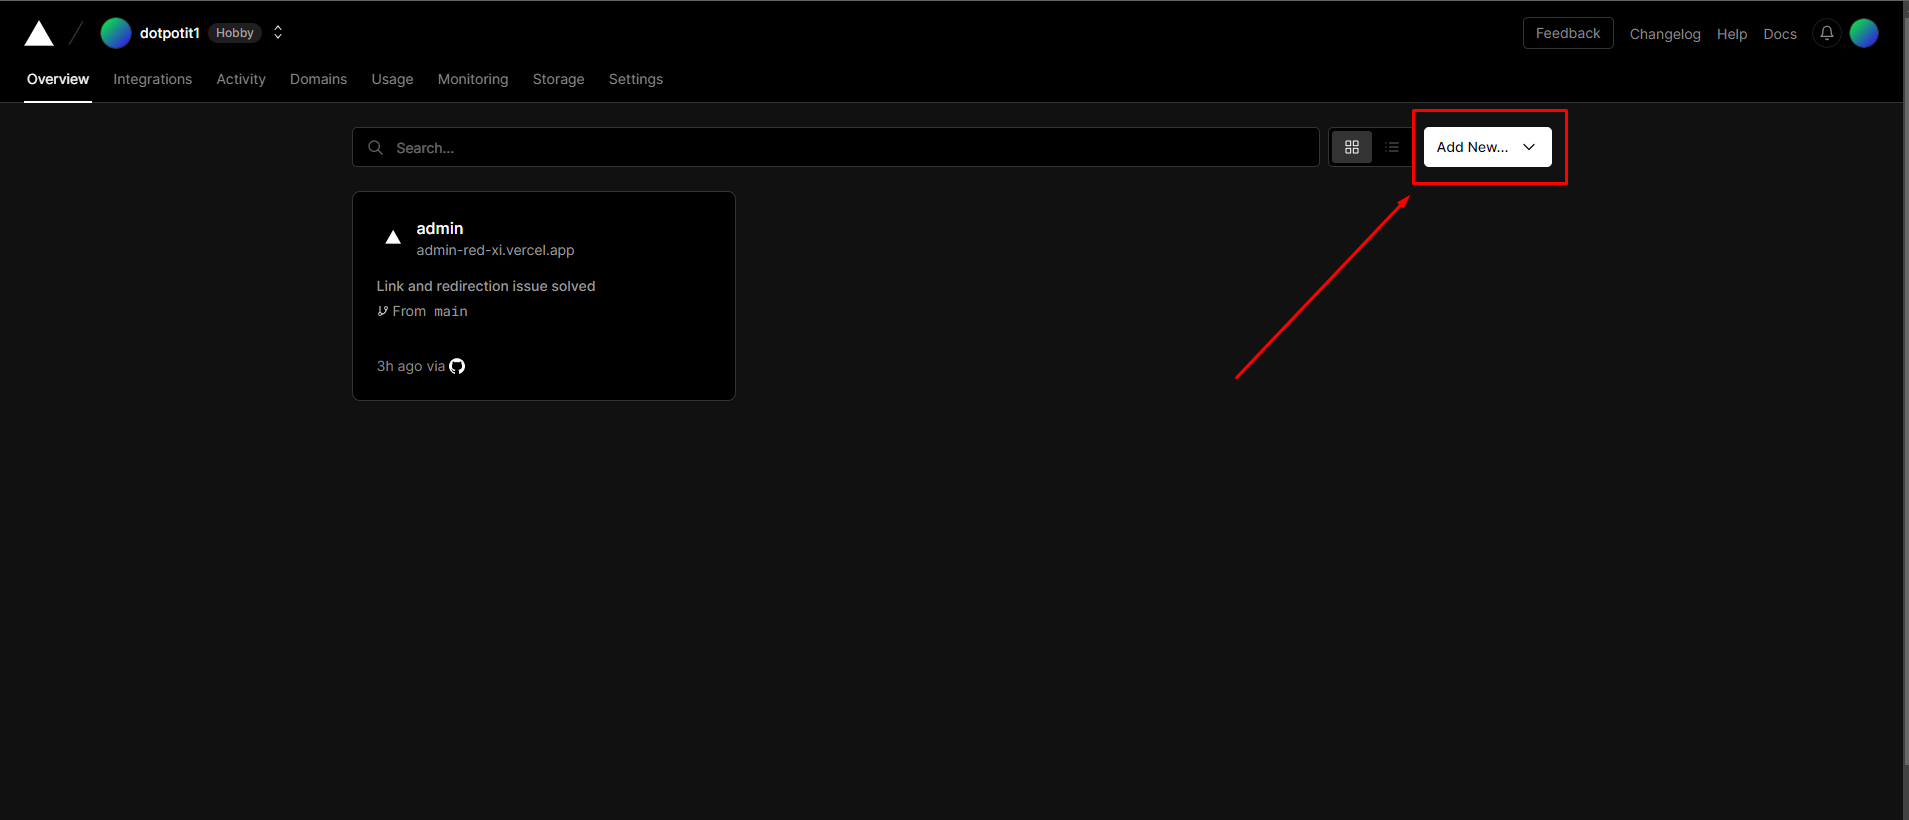 dotpotit1 Hobby
Feedback Changelog Help Docs
Overview Integrations Activity Domains Usage Monitoring Storage Settings
Search...
Add New...
admin
admin-red-xi.vercel.app
Link and redirection issue solved
From main
3h ago via